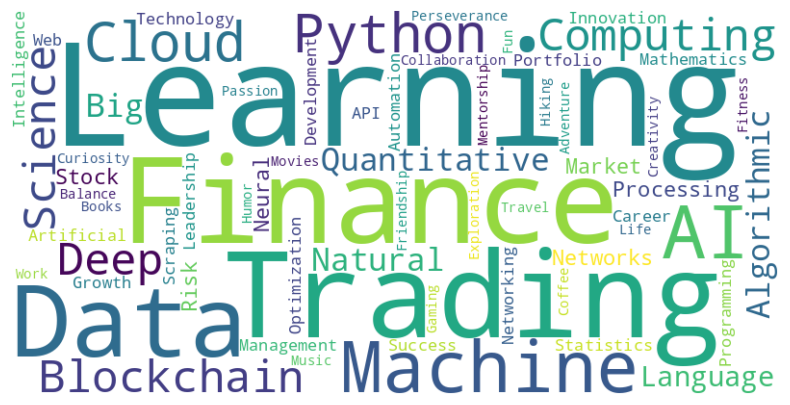 Intelligence
Web
Technology
Cloud
Python
Perseverance
Fun
Innovation
Computing
Science
Learning
Collaboration
Portfolio
Mathematics
Big
Passion
Development
API
Automation
Mentorship
Hiking
Adventure
Creativity
Fitness
Curiosity
Stock
Balance
Books
Finance
Movies
Quantitative
Market
Processing
Algorithmic
Scraping
Leadership
Humor
Neural
Friendship
Exploration
Travel
Career
Life
AI
Artificial
Deep
Work
Growth
Risk
Optimization
Natural
Trading
Networking
Networks
Coffee
Programming
Data
Management
Music
Gaming
Success
Statistics
Blockchain
Machine
Language